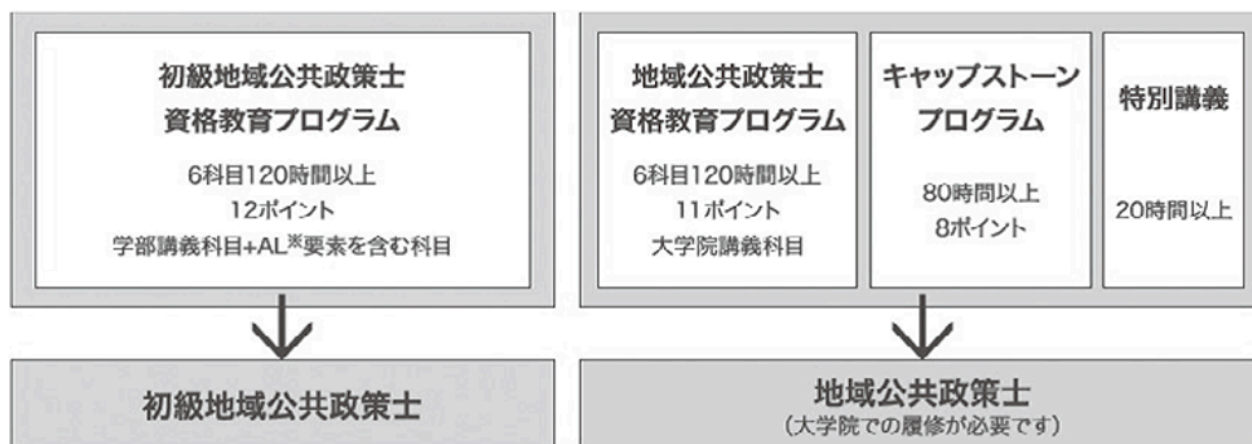 初級地域公共政策士
資格教育プログラム
6科目120時間以上
12ポイント
学部講義科目+AL※要素を含む科目
地域公共政策士
資格教育プログラム
6科目120時間以上
11ポイント
大学院講義科目
キャップストーン
プログラム
80時間以上
8ポイント
特別講義
20時間以上
初級地域公共政策士
地域公共政策士
(大学院での履修が必要です)